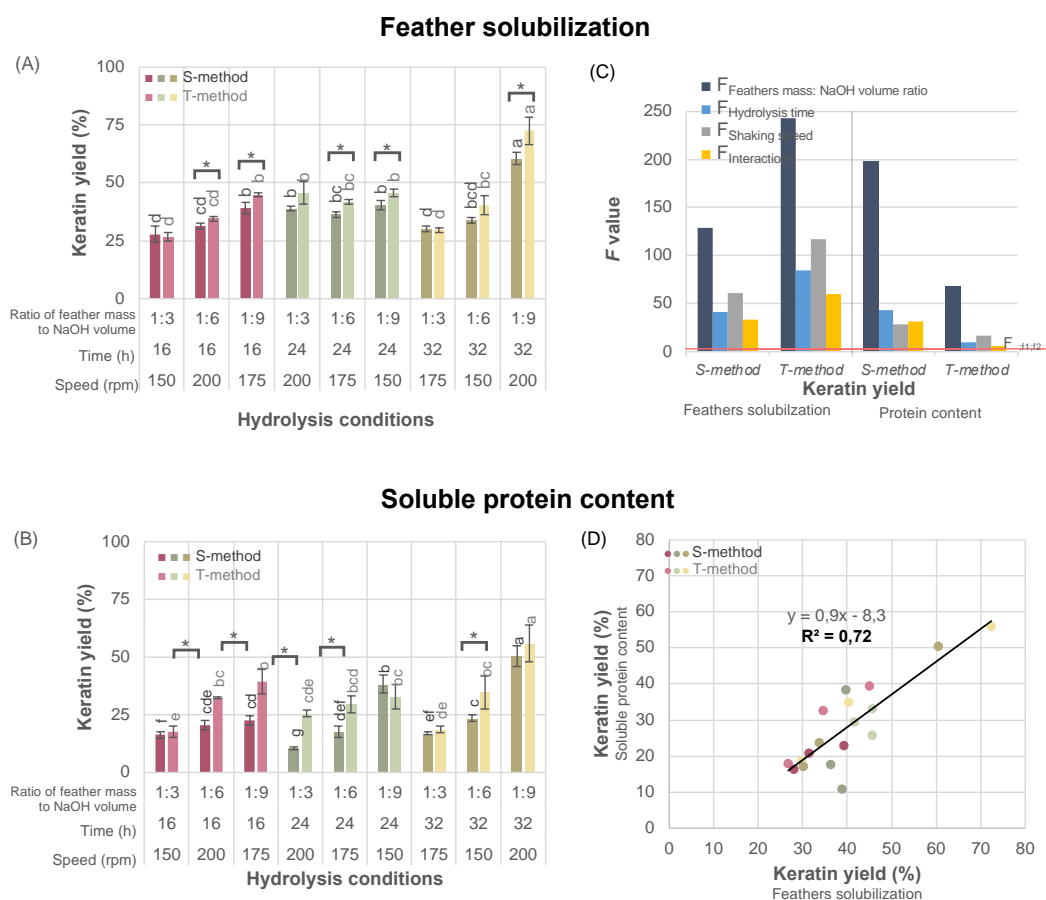 Feather solubilization
(A)
100
75
50
25
0
Keratin yield (%)
S-method
T-method
d d
cd cd *
b b *
b b
bc bc *
b b *
d d
bcd bc
a a *
Ratio of feather mass
to NaOH volume
1:3 1:6 1:9 1:3 1:6 1:9 1:3 1:6 1:9
Time (h) 16 16 16 24 24 24 32 32 32
Speed (rpm) 150 200 175 200 175 150 175 150 200
Hydrolysis conditions
(C)
F Feathers mass: NaOH volume ratio
F Hydrolysis time
F Shaking speed
F Interactions
250
200
150
100
50
0
F value
F f1,f2
S-method T-method S-method T-method
Keratin yield
Feathers solubilzation Protein content
Soluble protein content
(B)
100
75
50
25
0
Keratin yield (%)
S-method
T-method
f e
* cde bc
* cd b
* g cde
* def bcd
b bc
ef de
* c bc
a a
Ratio of feather mass
to NaOH volume
1:3 1:6 1:9 1:3 1:6 1:9 1:3 1:6 1:9
Time (h) 16 16 16 24 24 24 32 32 32
Speed (rpm) 150 200 175 200 175 150 175 150 200
Hydrolysis conditions
(D)
S-methtod
T-method
80
70
60
50
40
30
20
10
0
Keratin yield (%)
Soluble protein content
y = 0,9x - 8,3
R² = 0,72
0 10 20 30 40 50 60 70 80
Keratin yield (%)
Feathers solubilization